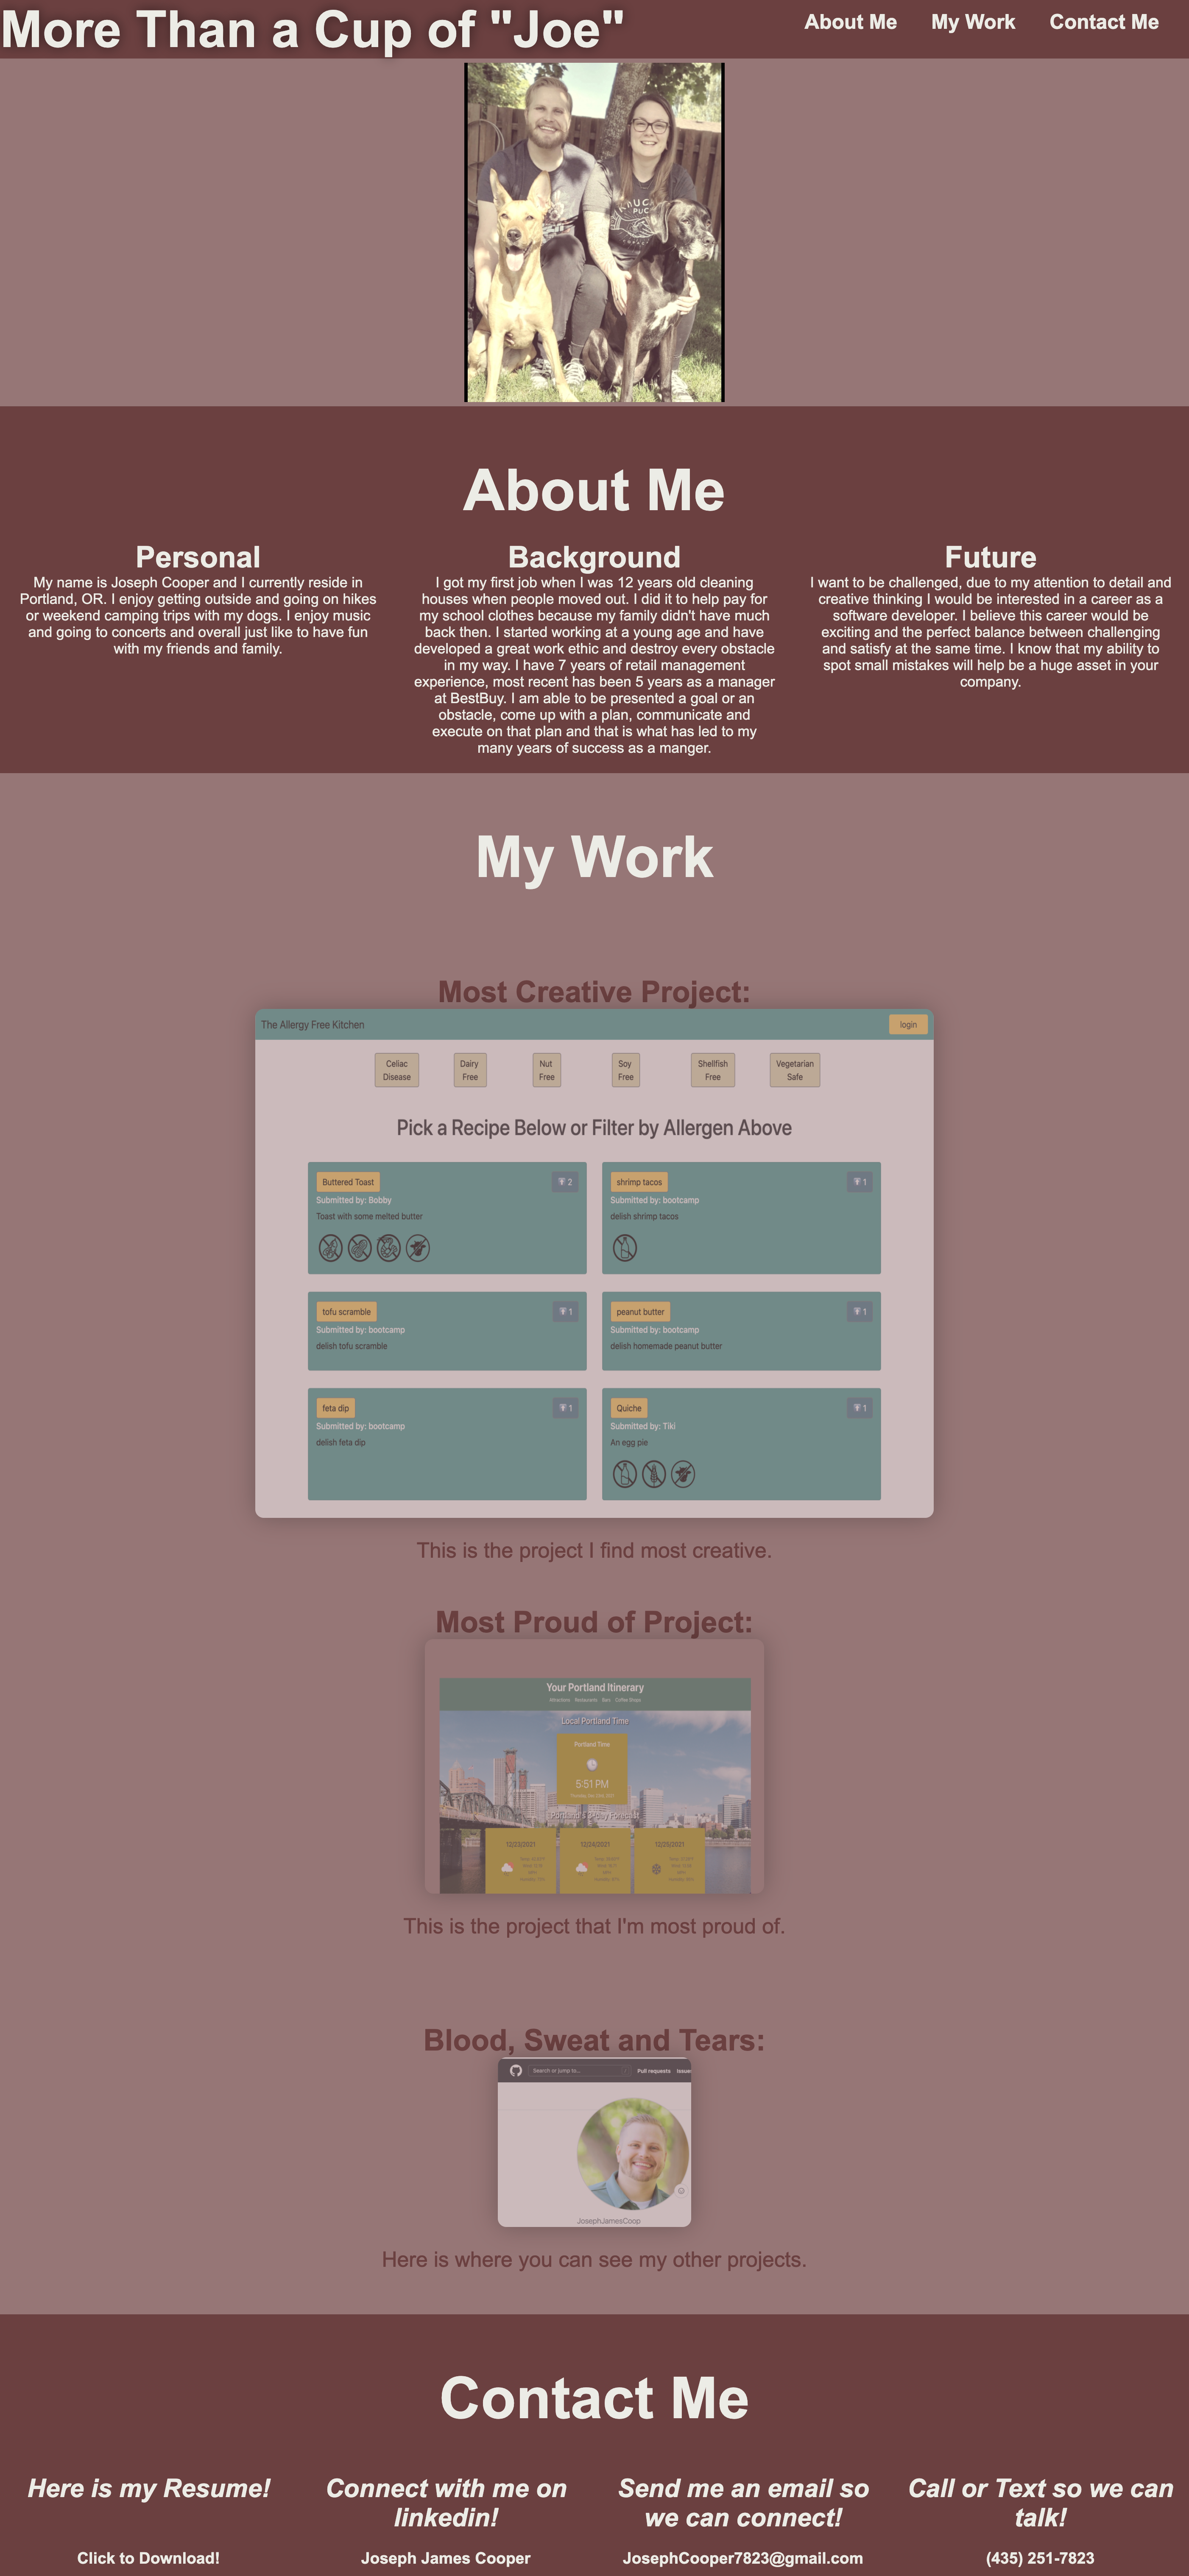 More Than a Cup of "Joe"
About Me My Work Contact Me
About Me
Personal
My name is Joseph Cooper and I currently reside in
Portland, OR. I enjoy getting outside and going on hikes
or weekend camping trips with my dogs. I enjoy music
and going to concerts and overall just like to have fun
with my friends and family.
Background
I got my first job when I was 12 years old cleaning
houses when people moved out. I did it to help pay for
my school clothes because my family didn't have much
back then. I started working at a young age and have
developed a great work ethic and destroy every obstacle
in my way. I have 7 years of retail management
experience, most recent has been 5 years as a manager
at BestBuy. I am able to be presented a goal or an
obstacle, come up with a plan, communicate and
execute on that plan and that is what has led to my
many years of success as a manger.
Future
I want to be challenged, due to my attention to detail and
creative thinking I would be interested in a career as a
software developer. I believe this career would be
exciting and the perfect balance between challenging
and satisfy at the same time. I know that my ability to
spot small mistakes will help be a huge asset in your
company.
My Work
Most Creative Project:
The Allergy Free Kitchen
login
Celiac
Disease
Dairy
Free
Nut
Free
Soy
Free
Shellfish
Free
Vegetarian
Safe
Pick a Recipe Below or Filter by Allergen Above
Buttered Toast
2
Submitted by: Bobby
Toast with some melted butter
shrimp tacos
1
Submitted by: bootcamp
delish shrimp tacos
tofu scramble
1
Submitted by: bootcamp
delish tofu scramble
peanut butter
1
Submitted by: bootcamp
delish homemade peanut butter
feta dip
1
Submitted by: bootcamp
delish feta dip
Quiche
1
Submitted by: Tiki
An egg pie
This is the project I find most creative.
Most Proud of Project:
Your Portland Itinerary
Attractions Restaurants Bars Coffee Shops
Local Portland Time
Portland Time
5:51 PM
Portland's 3-Day Forecast
12/23/2021
12/24/2021
12/25/2021
This is the project that I'm most proud of.
Blood, Sweat and Tears:
Search or jump to... /
Pull requests Issues
JosephJamesCoop
Here is where you can see my other projects.
Contact Me
Here is my Resume!
Click to Download!
Connect with me on
linkedin!
Joseph James Cooper
Send me an email so
we can connect!
JosephCooper7823@gmail.com
Call or Text so we can
talk!
(435) 251-7823